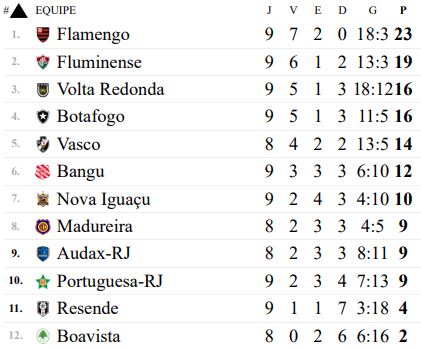 # EQUIPE J V E D G P
1. Flamengo 9 7 2 0 18:3 23
2. Fluminense 9 6 1 2 13:3 19
3. Volta Redonda 9 5 1 3 18:12 16
4. Botafogo 9 5 1 3 11:5 16
5. Vasco 8 4 2 2 13:5 14
6. Bangu 9 3 3 3 6:10 12
7. Nova Iguaçu 9 2 4 3 4:10 10
8. Madureira 8 2 3 3 4:5 9
9. Audax-RJ 8 2 3 3 8:11 9
10. Portuguesa-RJ 9 2 3 4 7:13 9
11. Resende 9 1 1 7 3:18 4
12. Boavista 8 0 2 6 6:16 2